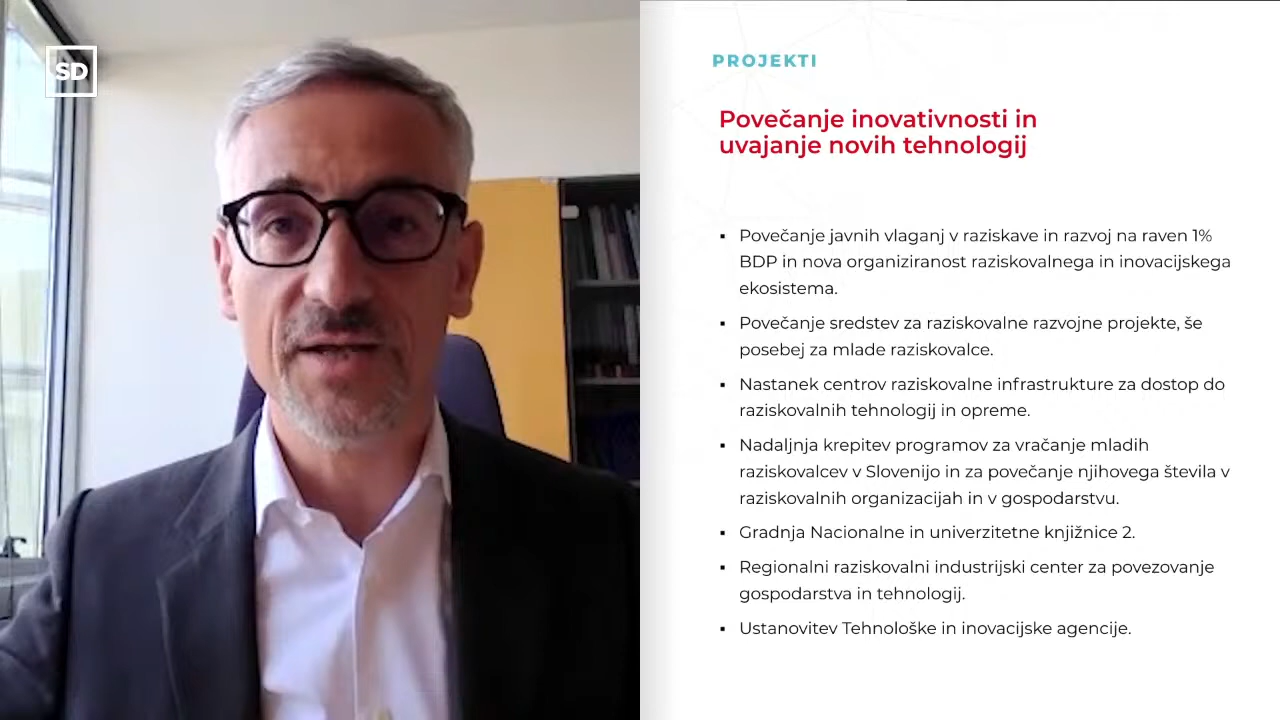 SD
PROJEKTI
Povečanje inovativnosti in
uvajanje novih tehnologij
▪ Povečanje javnih vlaganj v raziskave in razvoj na raven 1%
BDP in nova organiziranost raziskovalnega in inovacijskega
ekosistema.
▪ Povečanje sredstev za raziskovalne razvojne projekte, še
posebej za mlade raziskovalce.
▪ Nastanek centrov raziskovalne infrastrukture za dostop do
raziskovalnih tehnologij in opreme.
▪ Nadaljnja krepitev programov za vračanje mladih
raziskovalcev v Slovenijo in za povečanje njihovega števila v
raziskovalnih organizacijah in v gospodarstvu.
▪ Gradnja Nacionalne in univerzitetne knjižnice 2.
▪ Regionalni raziskovalni industrijski center za povezovanje
gospodarstva in tehnologij.
▪ Ustanovitev Tehnološke in inovacijske agencije.